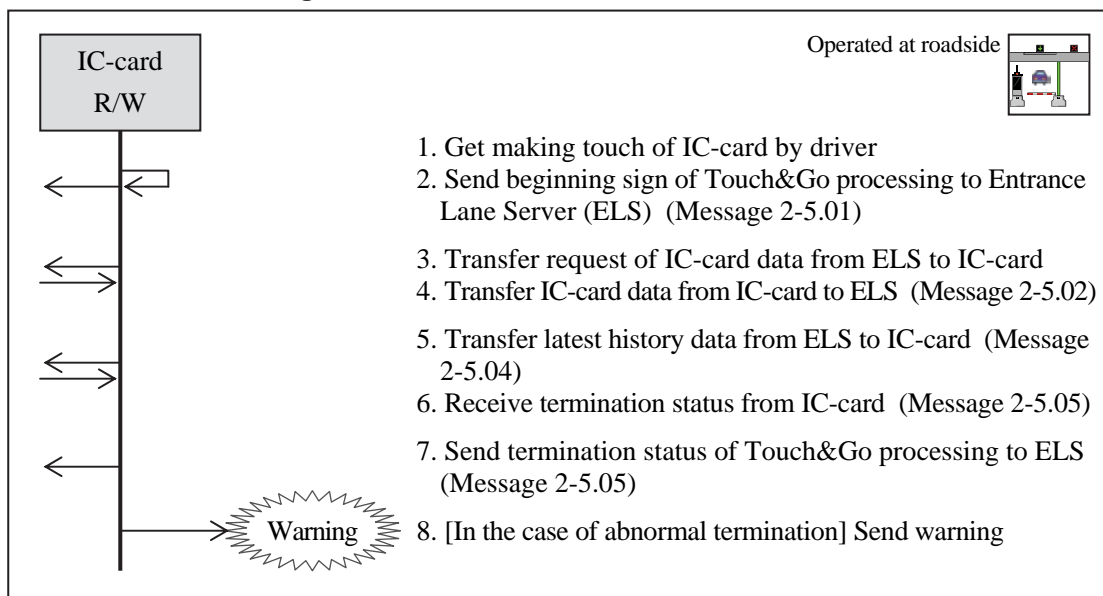 IC-card
R/W
Operated at roadside
1. Get making touch of IC-card by driver
2. Send beginning sign of Touch&Go processing to Entrance
Lane Server (ELS) (Message 2-5.01)
3. Transfer request of IC-card data from ELS to IC-card
4. Transfer IC-card data from IC-card to ELS (Message 2-5.02)
5. Transfer latest history data from ELS to IC-card (Message
2-5.04)
6. Receive termination status from IC-card (Message 2-5.05)
7. Send termination status of Touch&Go processing to ELS
(Message 2-5.05)
Warning
8. [In the case of abnormal termination] Send warning